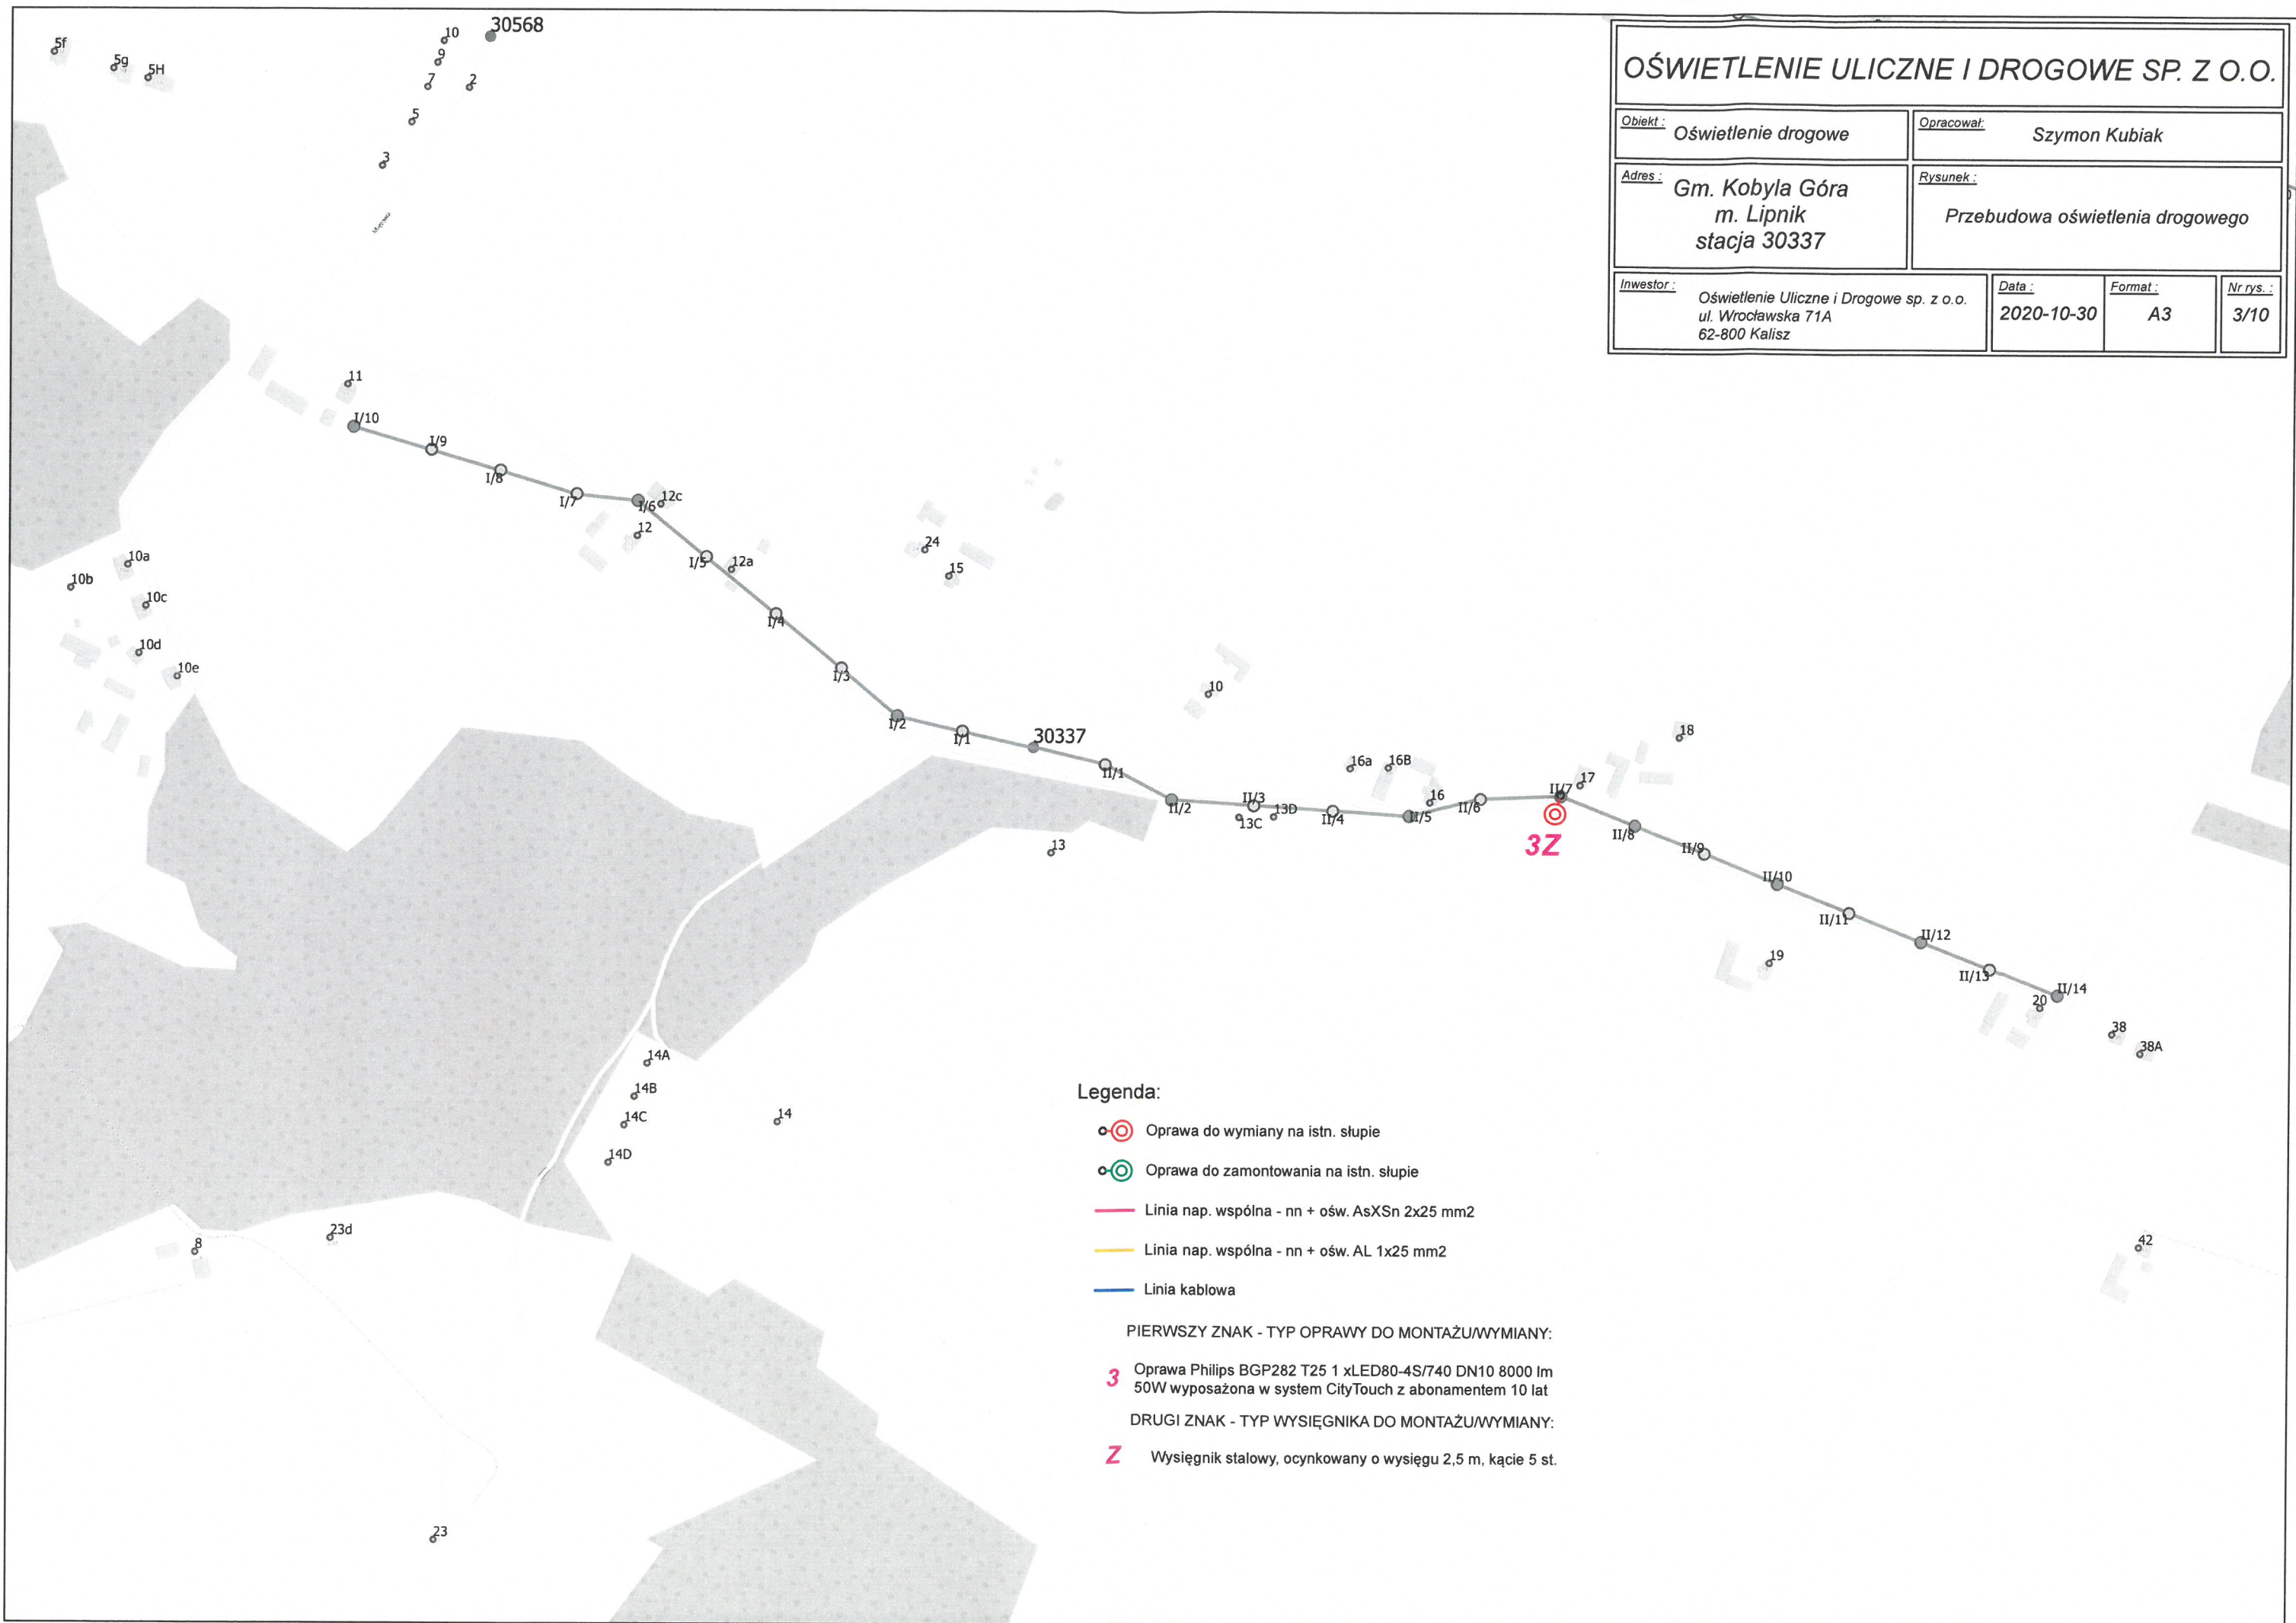 OŚWIETLENIE ULICZNE I DROGOWE SP. Z O.O.
Obiekt :
Oświetlenie drogowe
Opracował:
Szymon Kubiak
Adres :
Gm. Kobyla Góra
m. Lipnik
stacja 30337
Rysunek :
Przebudowa oświetlenia drogowego
Inwestor :
Oświetlenie Uliczne i Drogowe sp. z o.o.
ul. Wrocławska 71A
62-800 Kalisz
Data :
2020-10-30
Format :
A3
Nr rys. :
3/10
5f
5g
5H
10
30568
9
7
2
5
3
11
I/10
I/9
I/8
I/7
I/6
12c
12
I/5
12a
I/4
I/3
I/2
I/1
30337
24
15
10a
10b
10c
10d
10e
10
II/1
II/2
II/3
13C
13D
II/4
16a
16B
16
II/5
II/6
II/7
17
18
3Z
II/8
II/9
II/10
II/11
II/12
II/13
II/14
13
19
20
38
38A
14A
14B
14C
14D
14
8
23d
23
42
Legenda:
Oprawa do wymiany na istn. słupie
Oprawa do zamontowania na istn. słupie
Linia nap. wspólna - nn + ośw. AsXSn 2x25 mm2
Linia nap. wspólna - nn + ośw. AL 1x25 mm2
Linia kablowa
PIERWSZY ZNAK - TYP OPRAWY DO MONTAŻU/WYMIANY:
3 Oprawa Philips BGP282 T25 1 xLED80-4S/740 DN10 8000 lm
50W wyposażona w system CityTouch z abonamentem 10 lat
DRUGI ZNAK - TYP WYSIĘGNIKA DO MONTAŻU/WYMIANY:
Z Wysięgnik stalowy, ocynkowany o wysięgu 2,5 m, kącie 5 st.